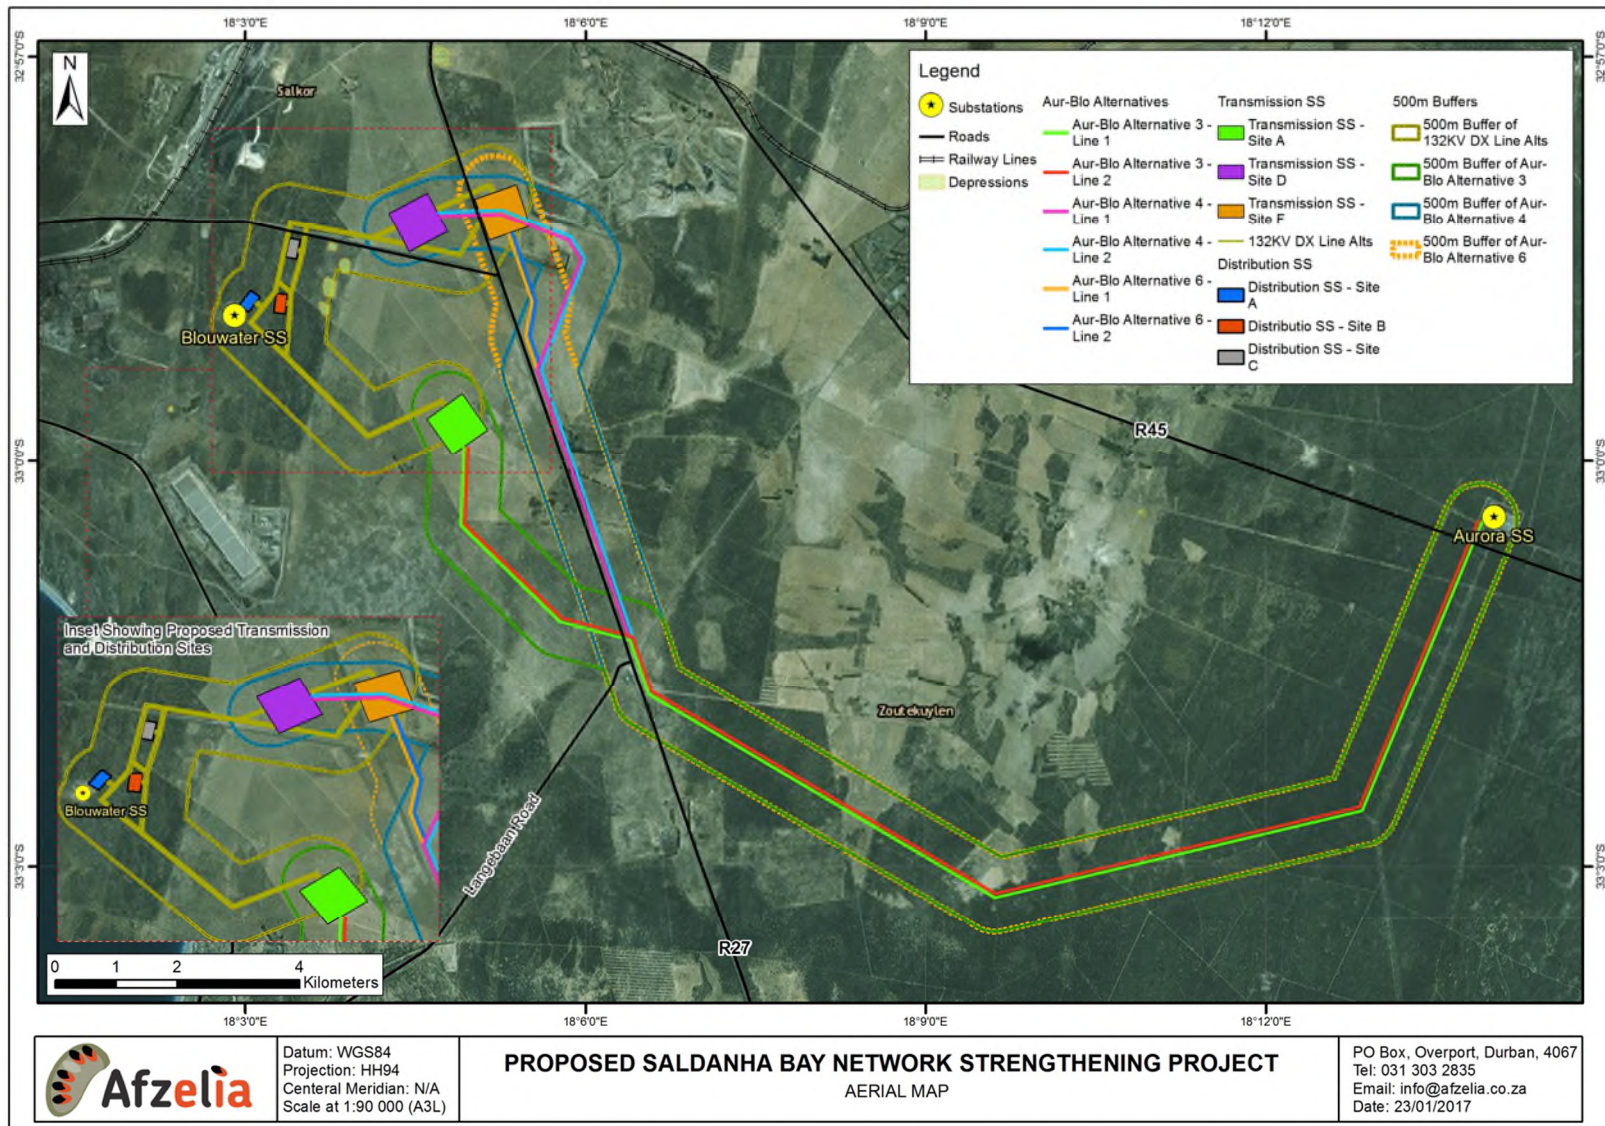 18°3'0"E
18°6'0"E
18°9'0"E
18°12'0"E
32°57'0"S
32°57'0"S
N
Salkor
Legend
Substations
Roads
Railway Lines
Depressions
Aur-Blo Alternatives
Aur-Blo Alternative 3 -
Line 1
Aur-Blo Alternative 3 -
Line 2
Aur-Blo Alternative 4 -
Line 1
Aur-Blo Alternative 4 -
Line 2
Aur-Blo Alternative 6 -
Line 1
Aur-Blo Alternative 6 -
Line 2
Transmission SS
Transmission SS -
Site A
Transmission SS -
Site D
Transmission SS -
Site F
132KV DX Line Alts
Distribution SS
Distribution SS - Site
A
Distributio SS - Site B
Distribution SS - Site
C
500m Buffers
500m Buffer of
132KV DX Line Alts
500m Buffer of Aur-
Blo Alternative 3
500m Buffer of Aur-
Blo Alternative 4
500m Buffer of Aur-
Blo Alternative 6
Blouwater SS
R45
33°0'0"S
33°0'0"S
Aurora SS
Inset Showing Proposed Transmission
and Distribution Sites
Blouwater SS
Zoutekuylen
Langebaan Road
R27
33°3'0"S
33°3'0"S
0 1 2 4
Kilometers
18°3'0"E
18°6'0"E
18°9'0"E
18°12'0"E
Afzelia
Datum: WGS84
Projection: HH94
Centeral Meridian: N/A
Scale at 1:90 000 (A3L)
PROPOSED SALDANHA BAY NETWORK STRENGTHENING PROJECT
AERIAL MAP
PO Box, Overport, Durban, 4067
Tel: 031 303 2835
Email: info@afzelia.co.za
Date: 23/01/2017